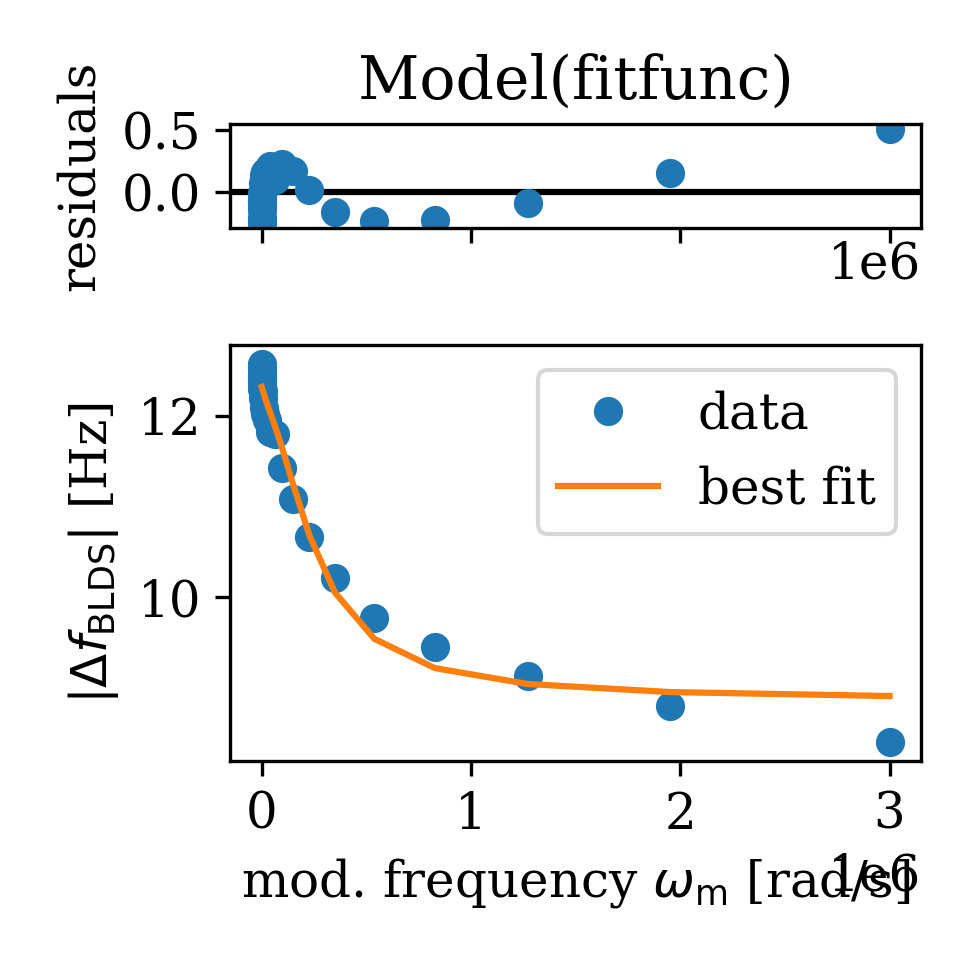 Model(fitfunc)
residuals
0.5
0.0
1e6
|Δf_BLDS| [Hz]
12
10
data
best fit
0 1 2 3
mod. frequency ω_m [rad/s]
1e6